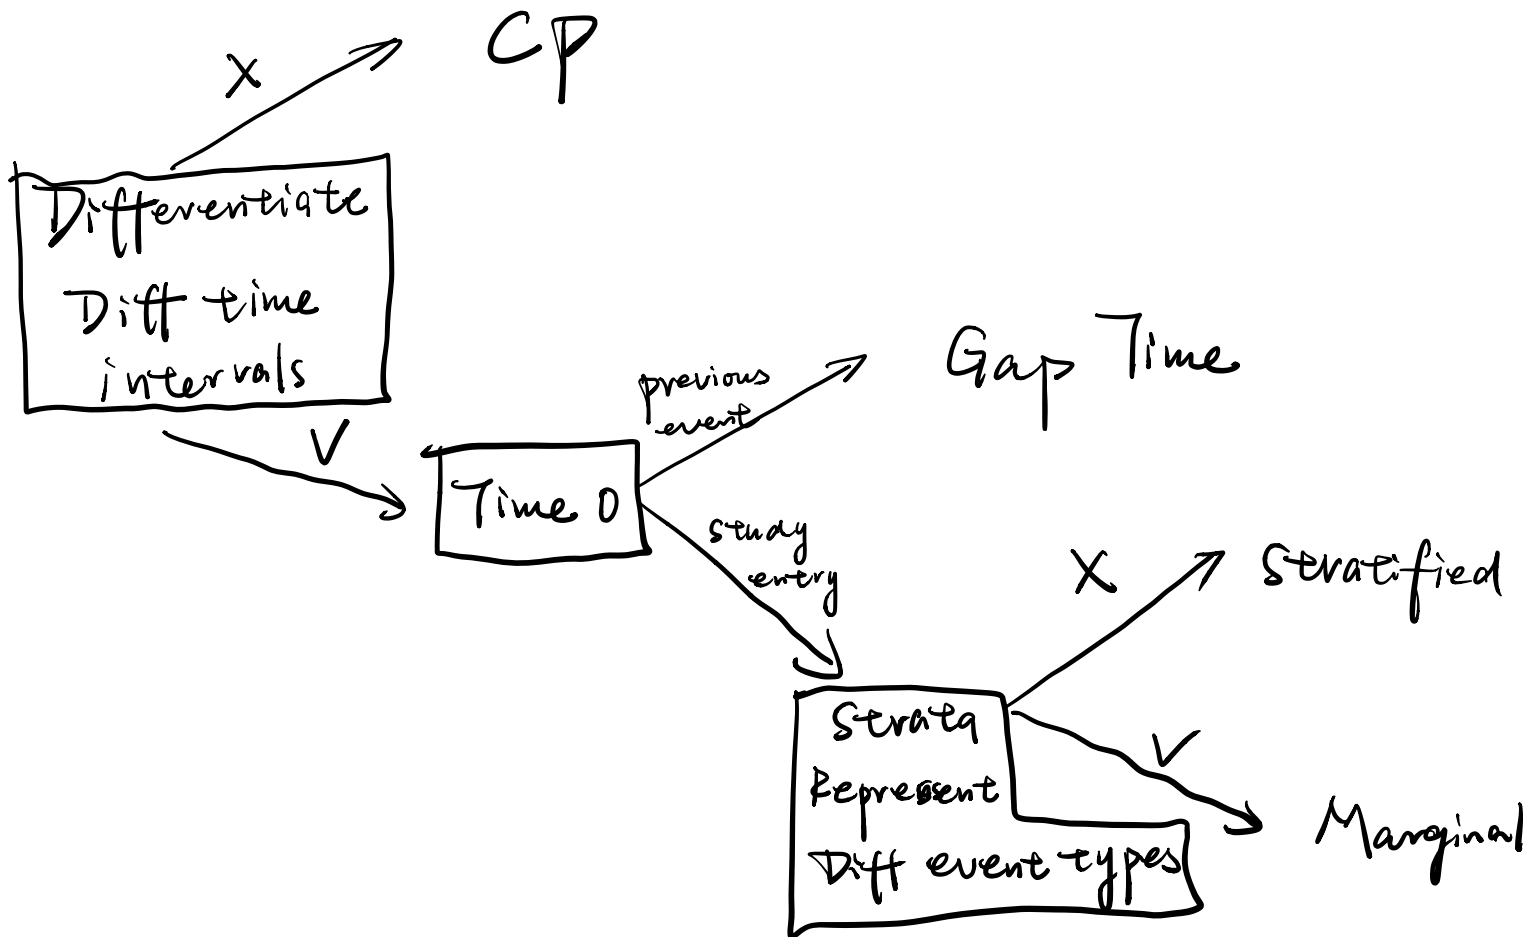 X
CP
Differentiate
Diff time
intervals
V
previous
event
Gap Time
Time 0
study
entry
X
Stratified
Strata
Represent
Diff event types
V
Marginal